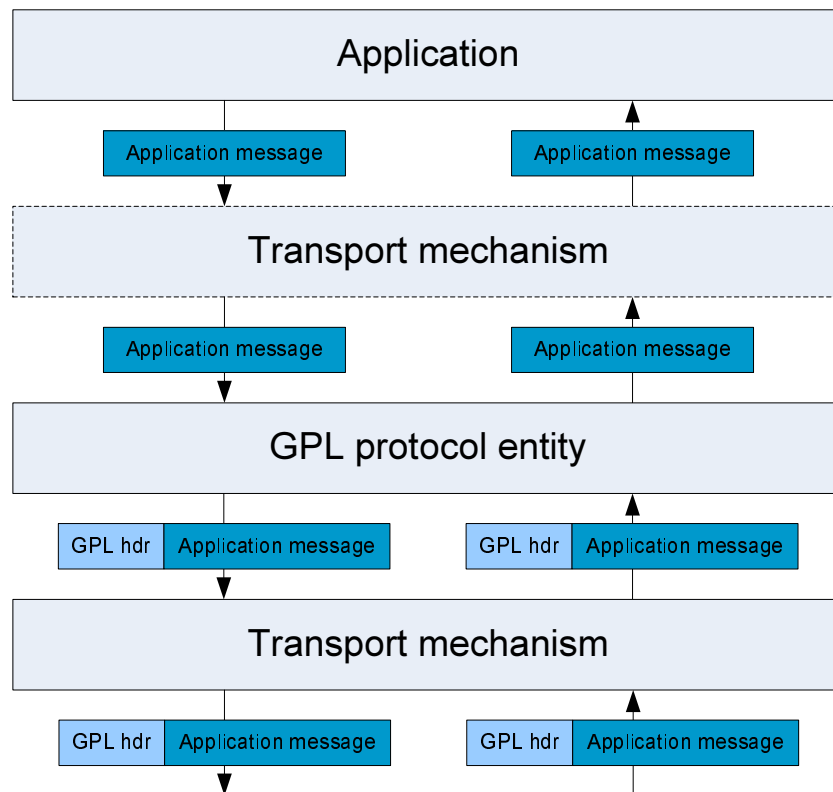 Application
Application message
Application message
Transport mechanism
Application message
Application message
GPL protocol entity
GPL hdr Application message
GPL hdr Application message
Transport mechanism
GPL hdr Application message
GPL hdr Application message